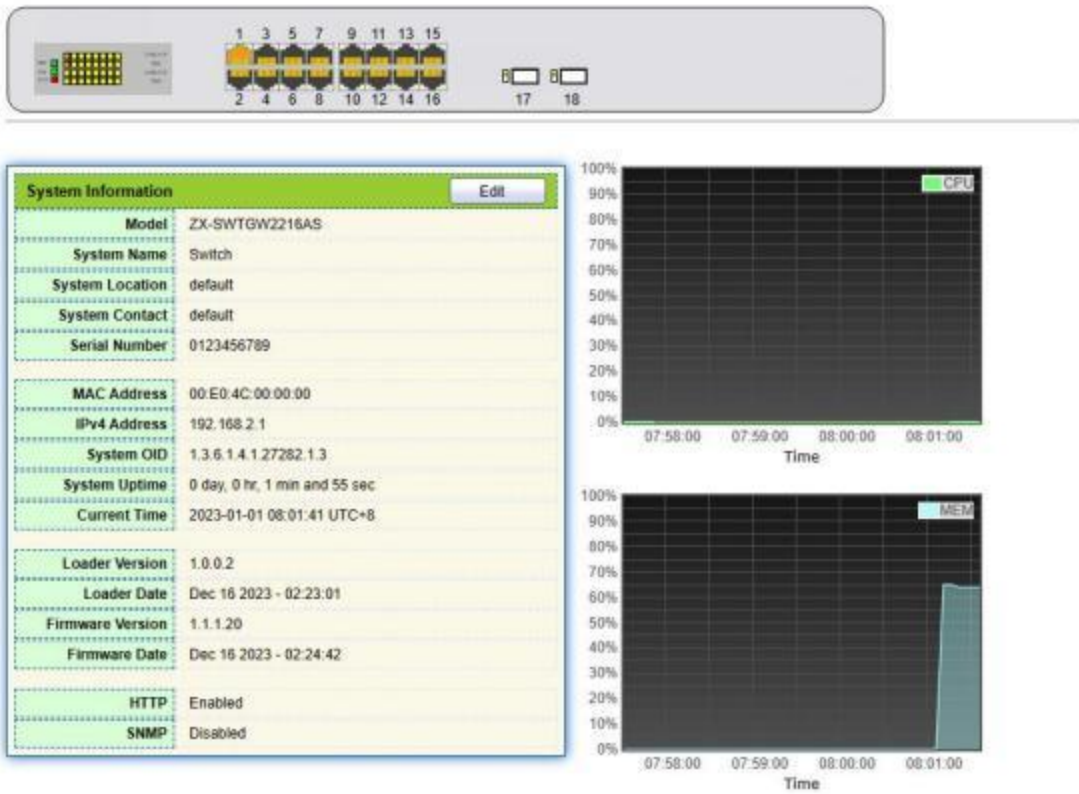 1 3 5 7 9 11 13 15
2 4 6 8 10 12 14 16 17 18
System Information Edit
Model ZX-SWTGW2216AS
System Name Switch
System Location default
System Contact default
Serial Number 0123456789
MAC Address 00:E0:4C:00:00:00
IPv4 Address 192.168.2.1
System OID 1.3.6.1.4.1.27282.1.3
System Uptime 0 day, 0 hr, 1 min and 55 sec
Current Time 2023-01-01 08:01:41 UTC+8
Loader Version 1.0.0.2
Loader Date Dec 16 2023 - 02:23:01
Firmware Version 1.1.1.20
Firmware Date Dec 16 2023 - 02:24:42
HTTP Enabled
SNMP Disabled
100%
CPU
90%
80%
70%
60%
50%
40%
30%
20%
10%
0%
07:58:00 07:59:00 08:00:00 08:01:00
Time
100%
MEM
90%
80%
70%
60%
50%
40%
30%
20%
10%
0%
07:58:00 07:59:00 08:00:00 08:01:00
Time